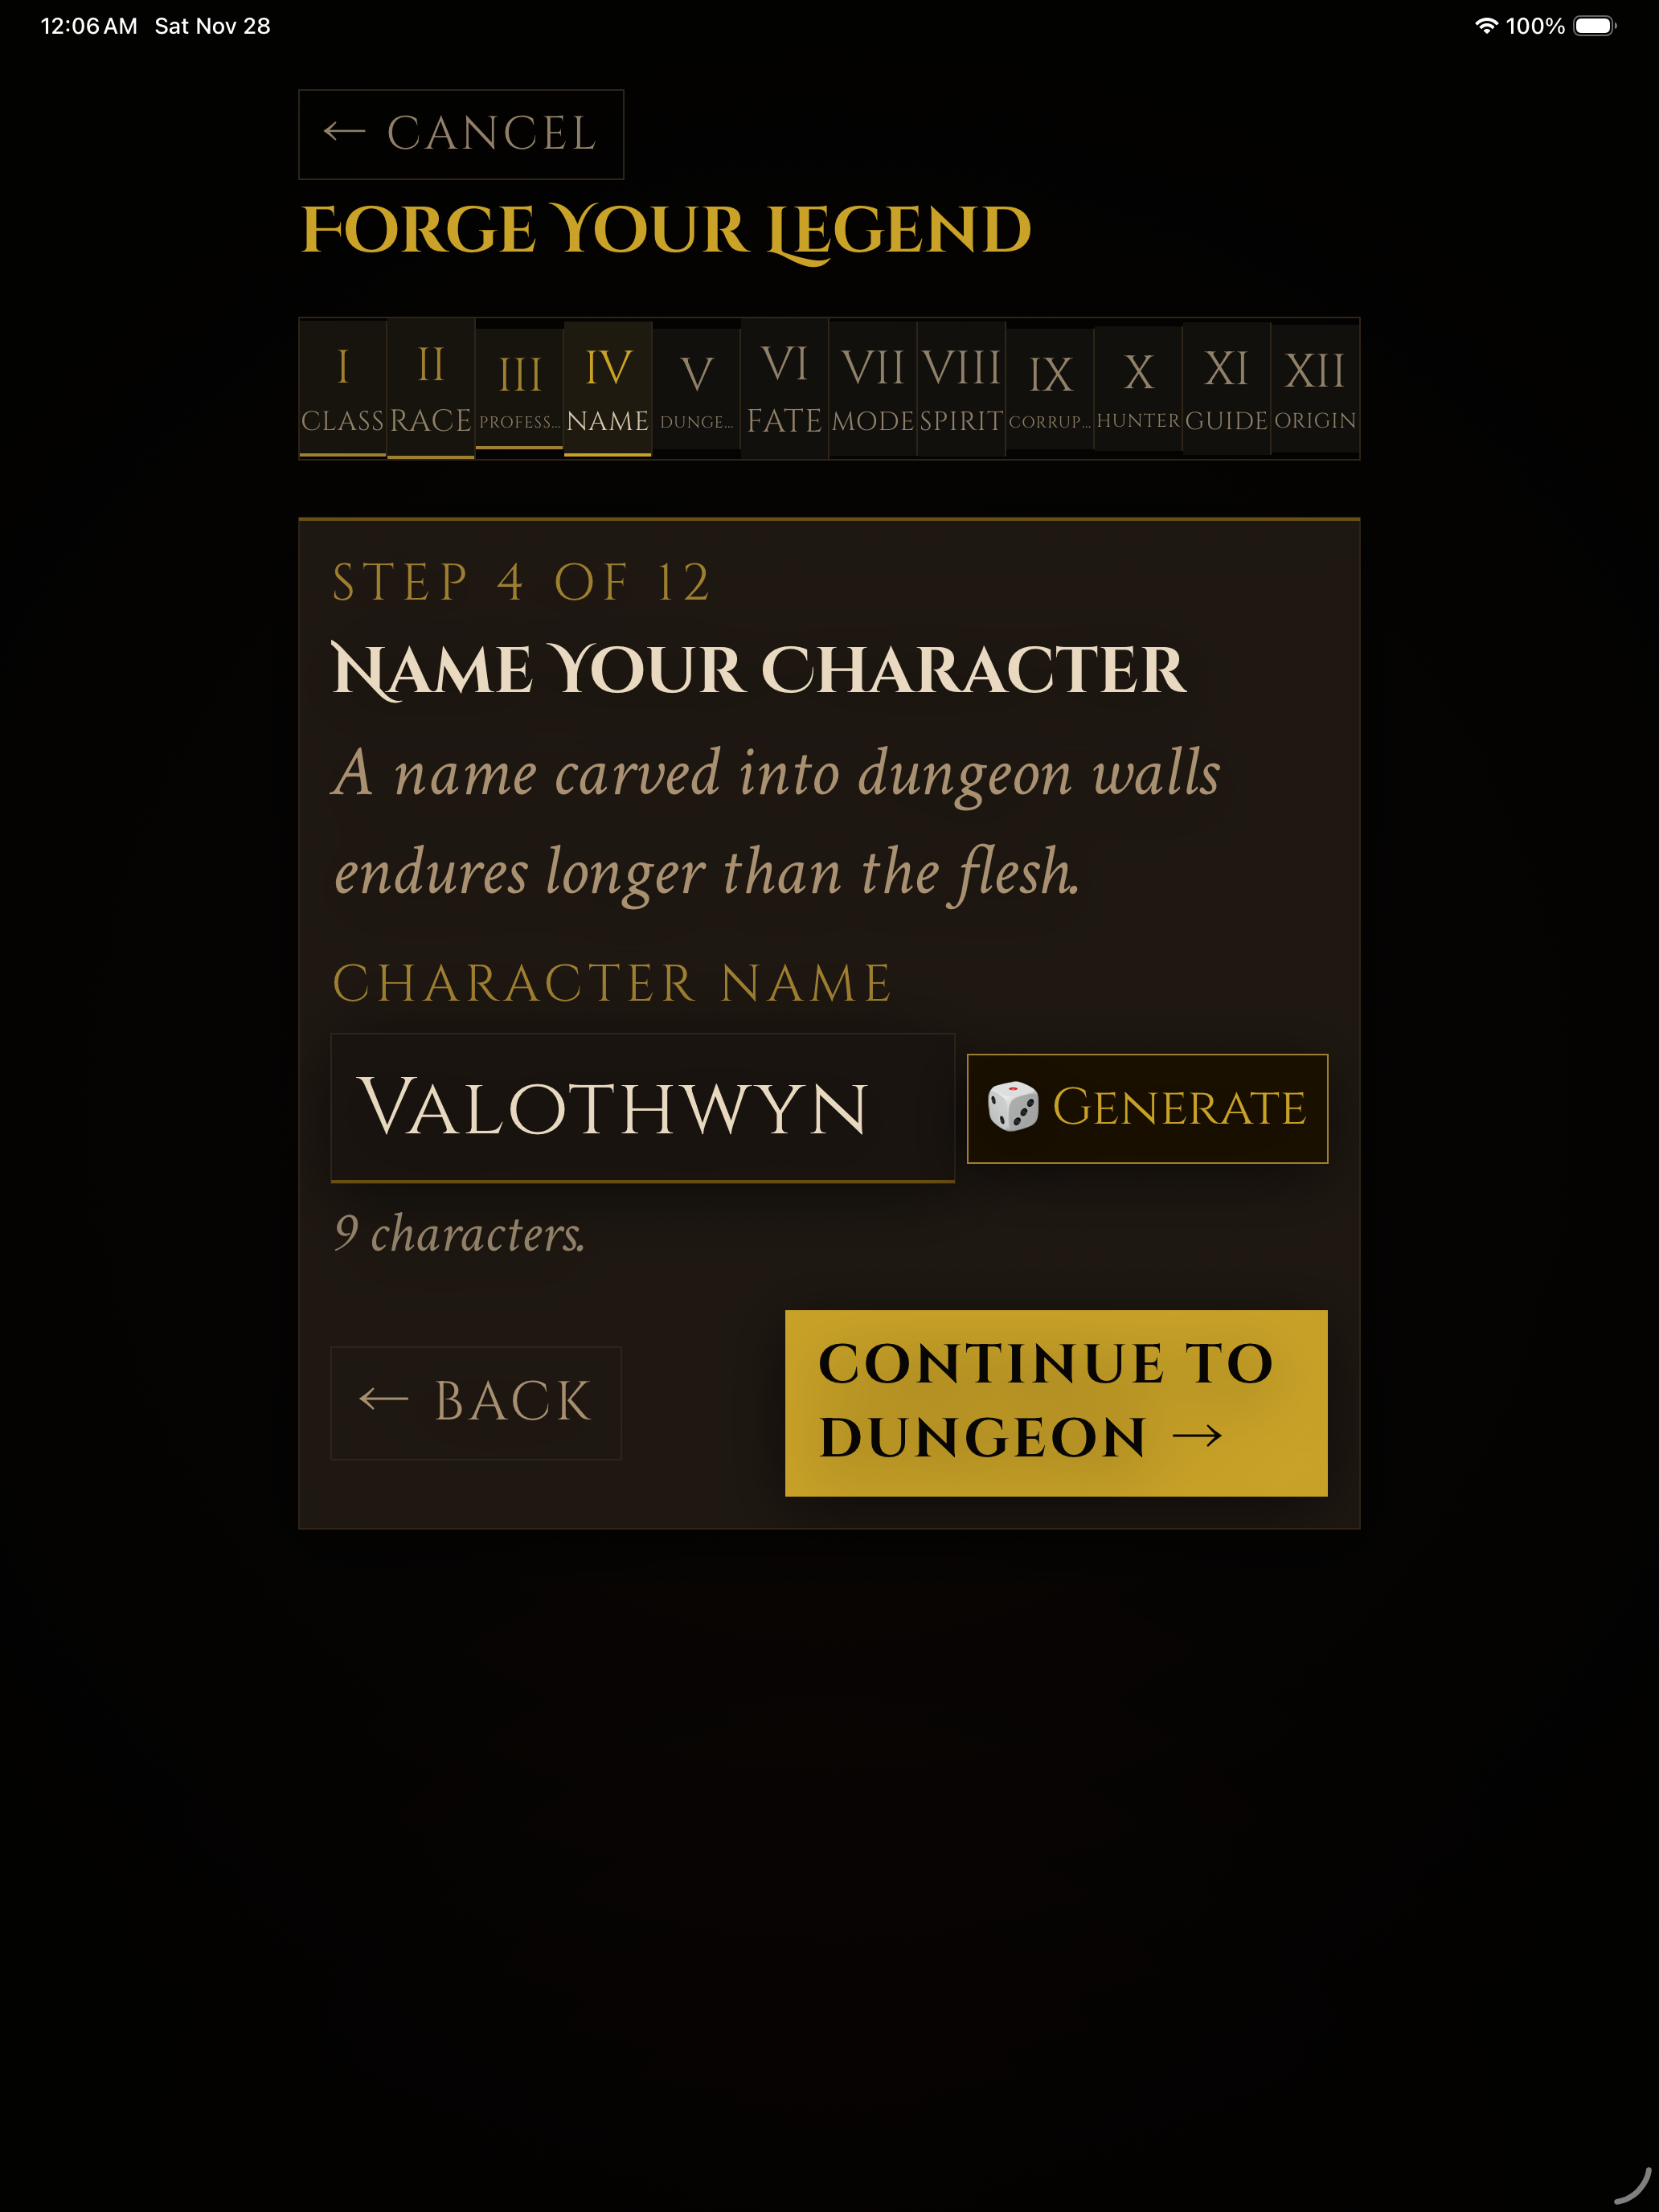 12:06 AM Sat Nov 28 100%
← CANCEL
FORGE YOUR LEGEND
I II III IV V VI VII VIII IX X XI XII
CLASS RACE PROFESS... NAME DUNGE... FATE MODE SPIRIT CORRUP... HUNTER GUIDE ORIGIN
STEP 4 OF 12
NAME YOUR CHARACTER
A name carved into dungeon walls
endures longer than the flesh.
CHARACTER NAME
VALOTHWYN
GENERATE
9 characters.
← BACK
CONTINUE TO
DUNGEON →